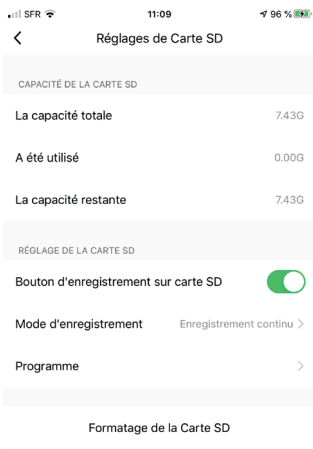 SFR 11:09 96 %
Réglages de Carte SD
CAPACITÉ DE LA CARTE SD
La capacité totale 7.43G
A été utilisé 0.00G
La capacité restante 7.43G
RÉGLAGE DE LA CARTE SD
Bouton d'enregistrement sur carte SD
Mode d'enregistrement Enregistrement continu
Programme
Formatage de la Carte SD